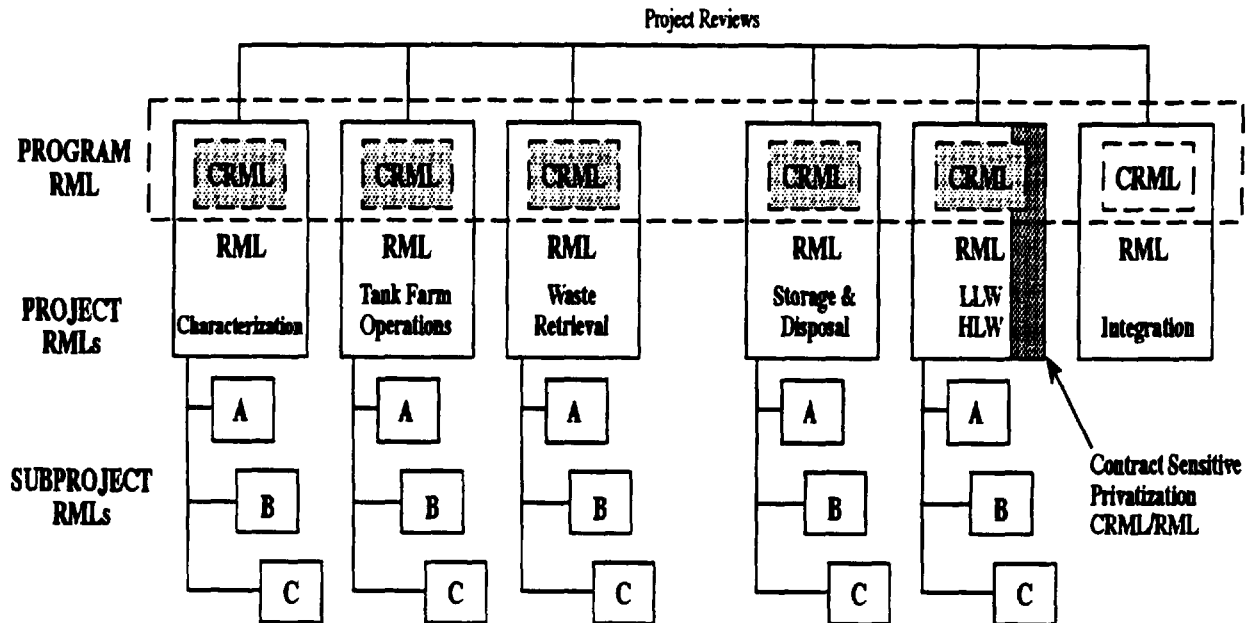 Project Reviews
PROGRAM
RML
CRML
CRML
CRML
CRML
CRML
CRML
RML
RML
RML
RML
RML
RML
PROJECT
RMLs
Characterization
Tank Farm
Operations
Waste
Retrieval
Storage &
Disposal
LLW
HLW
Integration
A
A
A
A
A
SUBPROJECT
RMLs
B
B
B
B
B
Contract Sensitive
Privatization
CRML/RML
C
C
C
C
C